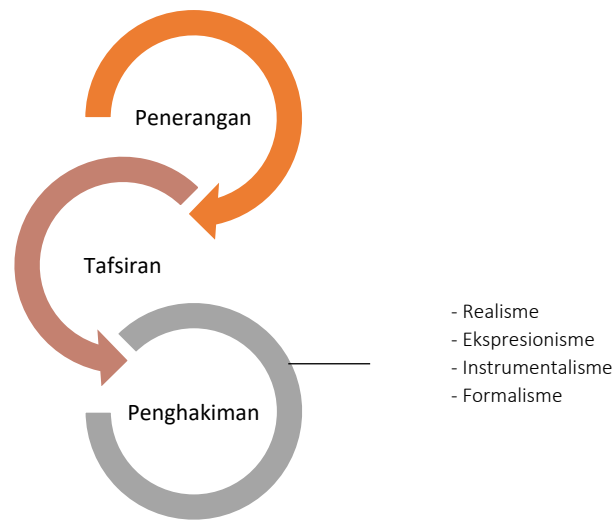 Penerangan
Tafsiran
Penghakiman
- Realisme
- Ekspresionisme
- Instrumentalisme
- Formalisme